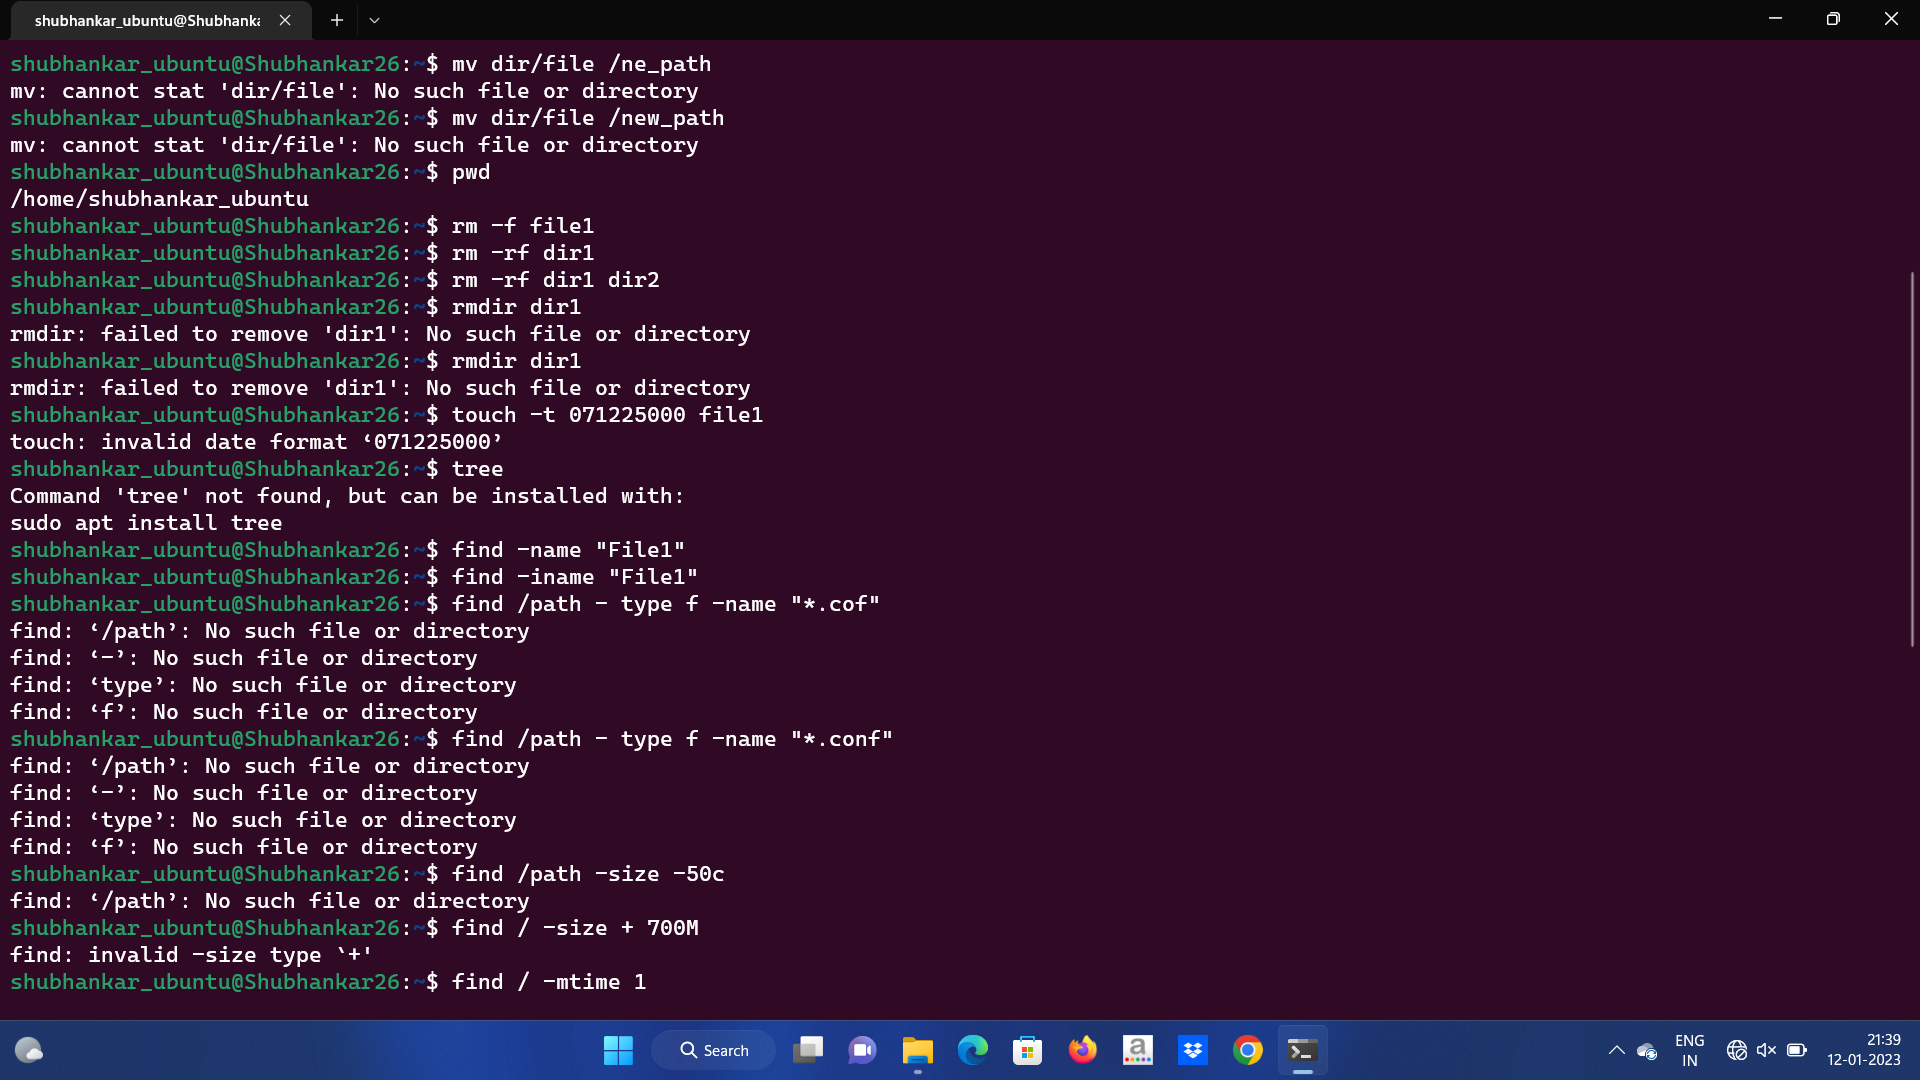 shubhankar_ubuntu@Shubhanka
shubhankar_ubuntu@Shubhankar26:~$ mv dir/file /ne_path
mv: cannot stat 'dir/file': No such file or directory
shubhankar_ubuntu@Shubhankar26:~$ mv dir/file /new_path
mv: cannot stat 'dir/file': No such file or directory
shubhankar_ubuntu@Shubhankar26:~$ pwd
/home/shubhankar_ubuntu
shubhankar_ubuntu@Shubhankar26:~$ rm -f file1
shubhankar_ubuntu@Shubhankar26:~$ rm -rf dir1
shubhankar_ubuntu@Shubhankar26:~$ rm -rf dir1 dir2
shubhankar_ubuntu@Shubhankar26:~$ rmdir dir1
rmdir: failed to remove 'dir1': No such file or directory
shubhankar_ubuntu@Shubhankar26:~$ rmdir dir1
rmdir: failed to remove 'dir1': No such file or directory
shubhankar_ubuntu@Shubhankar26:~$ touch -t 071225000 file1
touch: invalid date format ‘071225000’
shubhankar_ubuntu@Shubhankar26:~$ tree
Command 'tree' not found, but can be installed with:
sudo apt install tree
shubhankar_ubuntu@Shubhankar26:~$ find -name "File1"
shubhankar_ubuntu@Shubhankar26:~$ find -iname "File1"
shubhankar_ubuntu@Shubhankar26:~$ find /path - type f -name "*.cof"
find: ‘/path’: No such file or directory
find: ‘-’: No such file or directory
find: ‘type’: No such file or directory
find: ‘f’: No such file or directory
shubhankar_ubuntu@Shubhankar26:~$ find /path - type f -name "*.conf"
find: ‘/path’: No such file or directory
find: ‘-’: No such file or directory
find: ‘type’: No such file or directory
find: ‘f’: No such file or directory
shubhankar_ubuntu@Shubhankar26:~$ find /path -size -50c
find: ‘/path’: No such file or directory
shubhankar_ubuntu@Shubhankar26:~$ find / -size + 700M
find: invalid -size type `+'
shubhankar_ubuntu@Shubhankar26:~$ find / -mtime 1
Search
a
ENG
IN
21:39
12-01-2023